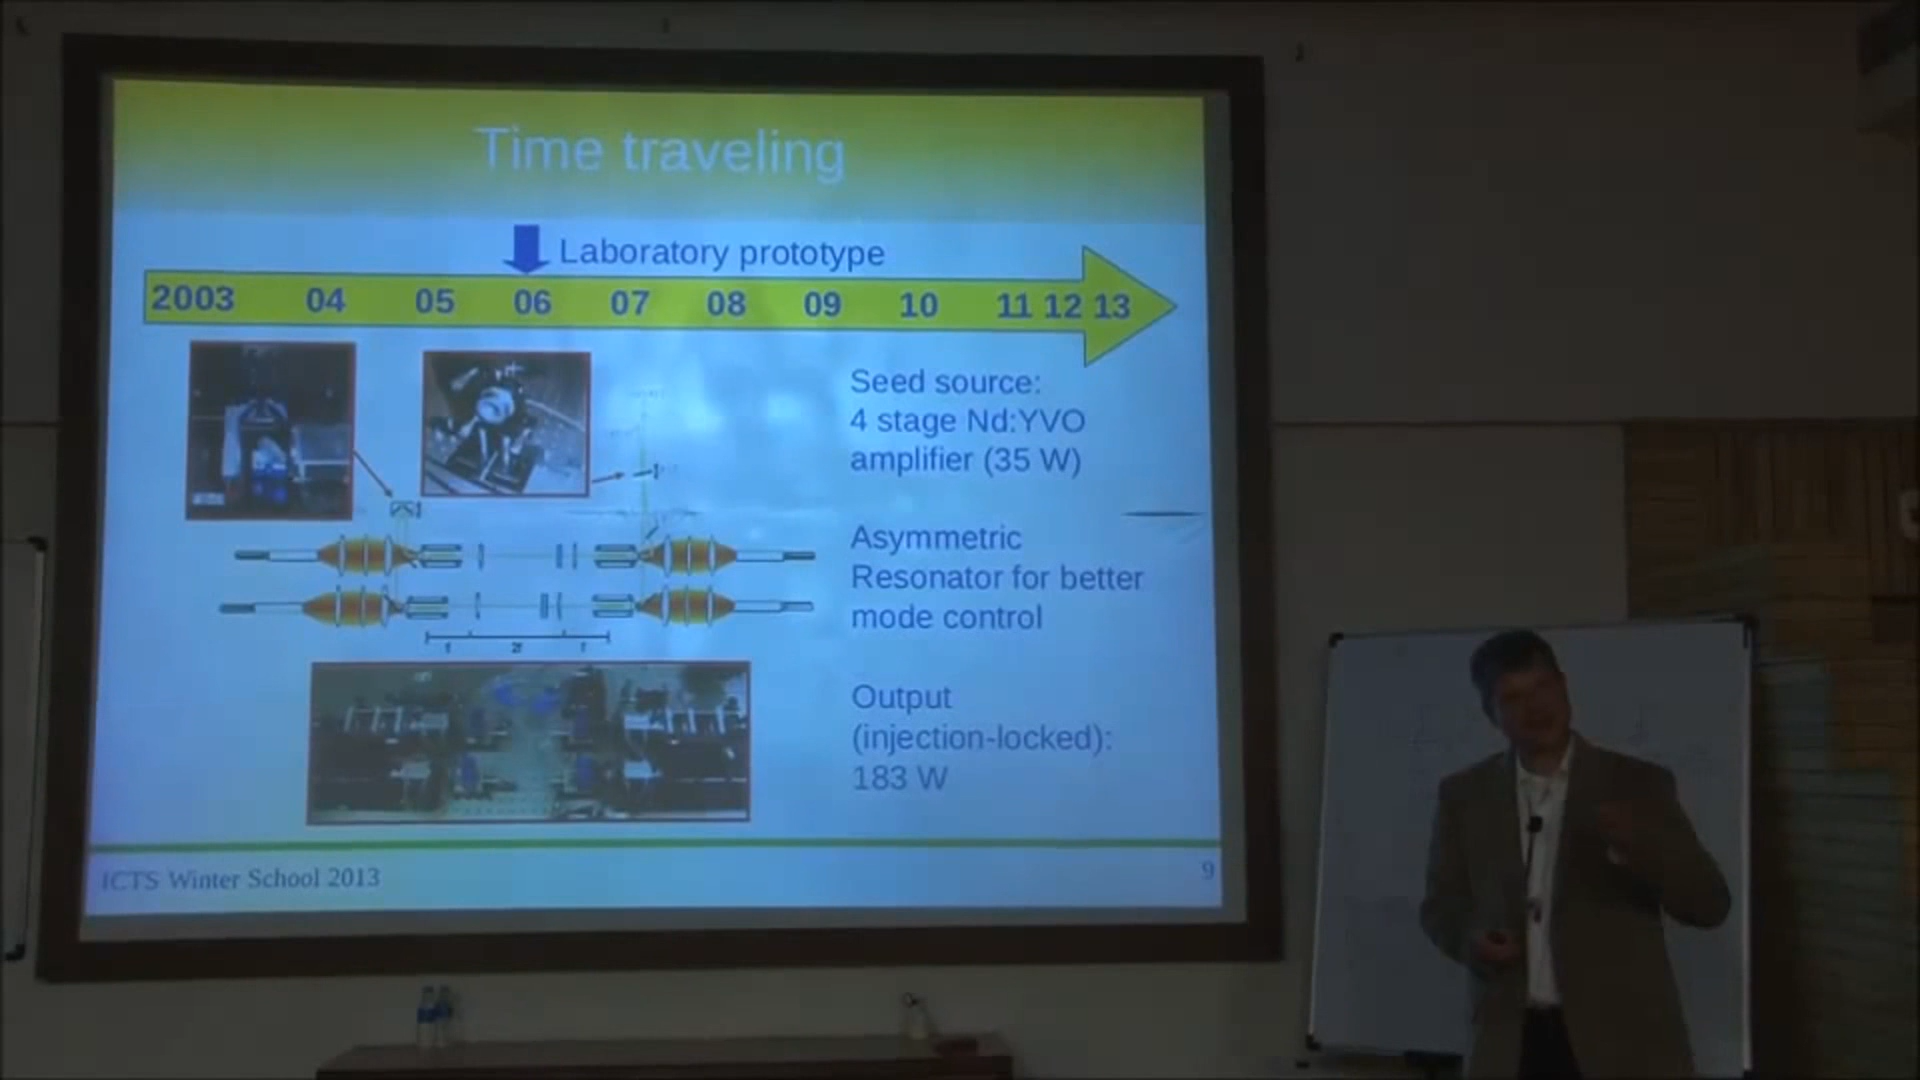 Time traveling
Laboratory prototype
2003 04 05 06 07 08 09 10 11 12 13
Seed source:
4 stage Nd:YVO
amplifier (35 W)
Asymmetric
Resonator for better
mode control
f 2f f
Output
(injection-locked):
183 W
ICTS Winter School 2013
9